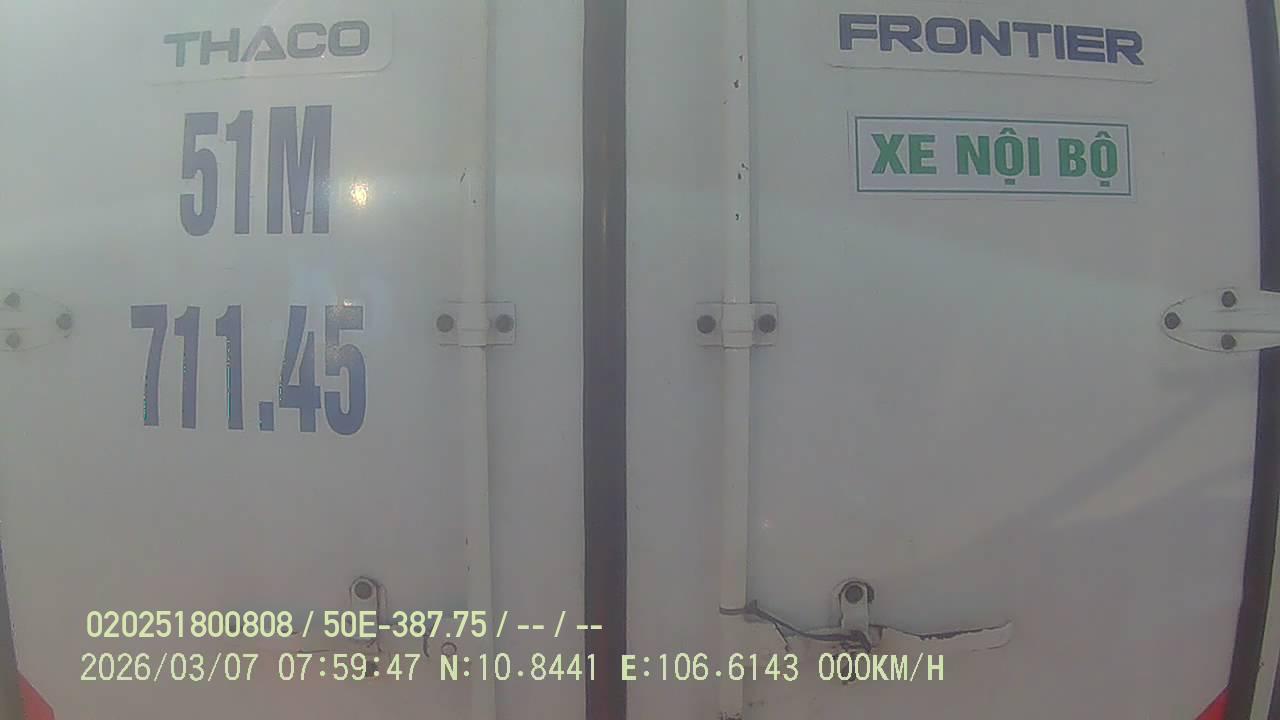 THACO
FRONTIER
51M
XE NỘI BỘ
711.45
020251800808 / 50E-387.75 / -- / --
2026/03/07 07:59:47 N:10.8441 E:106.6143 000KM/H